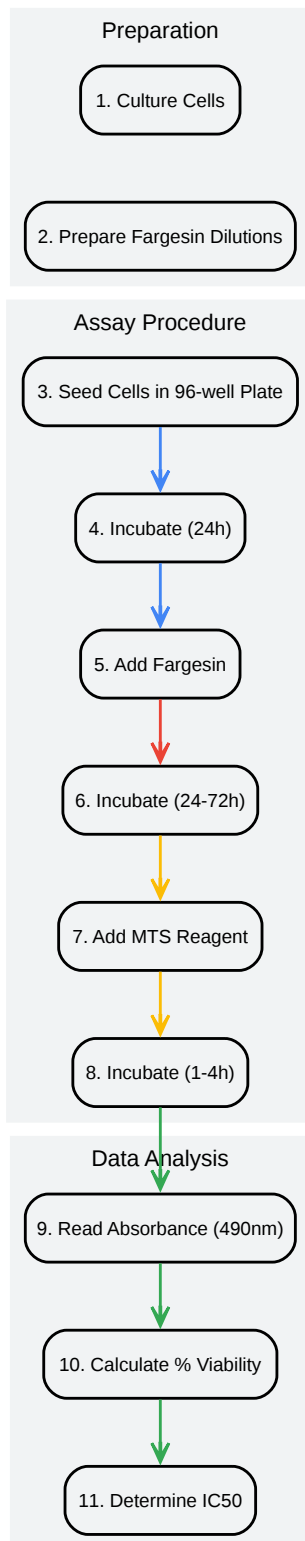 Preparation
1. Culture Cells
2. Prepare Fargesin Dilutions
Assay Procedure
3. Seed Cells in 96-well Plate
4. Incubate (24h)
5. Add Fargesin
6. Incubate (24-72h)
7. Add MTS Reagent
8. Incubate (1-4h)
Data Analysis
9. Read Absorbance (490nm)
10. Calculate % Viability
11. Determine IC50